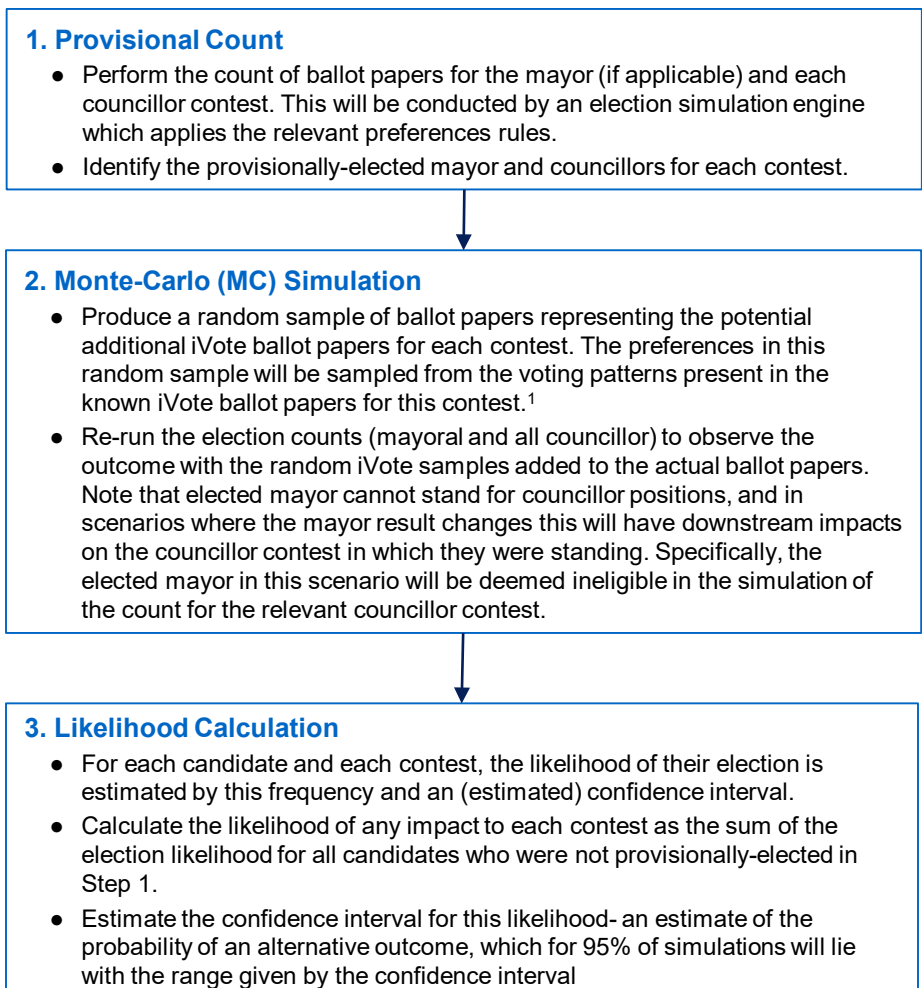 1. Provisional Count
● Perform the count of ballot papers for the mayor (if applicable) and each
councillor contest. This will be conducted by an election simulation engine
which applies the relevant preferences rules.
● Identify the provisionally-elected mayor and councillors for each contest.
2. Monte-Carlo (MC) Simulation
● Produce a random sample of ballot papers representing the potential
additional iVote ballot papers for each contest. The preferences in this
random sample will be sampled from the voting patterns present in the
known iVote ballot papers for this contest.¹
● Re-run the election counts (mayoral and all councillor) to observe the
outcome with the random iVote samples added to the actual ballot papers.
Note that elected mayor cannot stand for councillor positions, and in
scenarios where the mayor result changes this will have downstream impacts
on the councillor contest in which they were standing. Specifically, the
elected mayor in this scenario will be deemed ineligible in the simulation of
the count for the relevant councillor contest.
3. Likelihood Calculation
● For each candidate and each contest, the likelihood of their election is
estimated by this frequency and an (estimated) confidence interval.
● Calculate the likelihood of any impact to each contest as the sum of the
election likelihood for all candidates who were not provisionally-elected in
Step 1.
● Estimate the confidence interval for this likelihood- an estimate of the
probability of an alternative outcome, which for 95% of simulations will lie
with the range given by the confidence interval